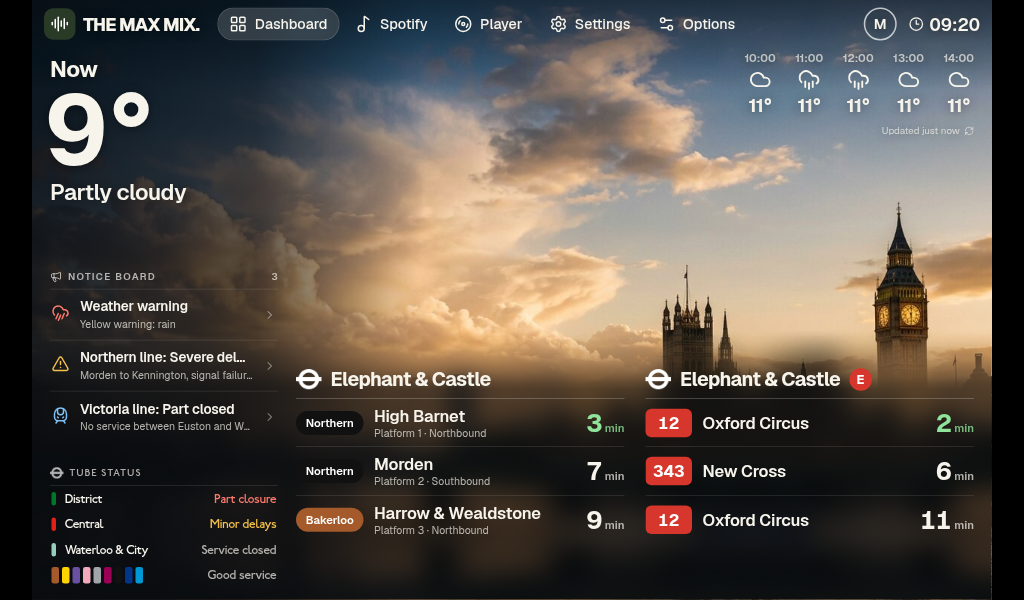 THE MAX MIX.
Dashboard
Spotify
Player
Settings
Options
M
09:20
Now
9°
Partly cloudy
10:00 11:00 12:00 13:00 14:00
11° 11° 11° 11° 11°
Updated just now
NOTICE BOARD 3
Weather warning
Yellow warning: rain
Northern line: Severe del...
Morden to Kennington, signal failur...
Victoria line: Part closed
No service between Euston and W...
TUBE STATUS
District Part closure
Central Minor delays
Waterloo & City Service closed
Good service
Elephant & Castle
Northern High Barnet 3 min
Platform 1 · Northbound
Northern Morden 7 min
Platform 2 · Southbound
Bakerloo Harrow & Wealdstone 9 min
Platform 3 · Northbound
Elephant & Castle E
12 Oxford Circus 2 min
343 New Cross 6 min
12 Oxford Circus 11 min